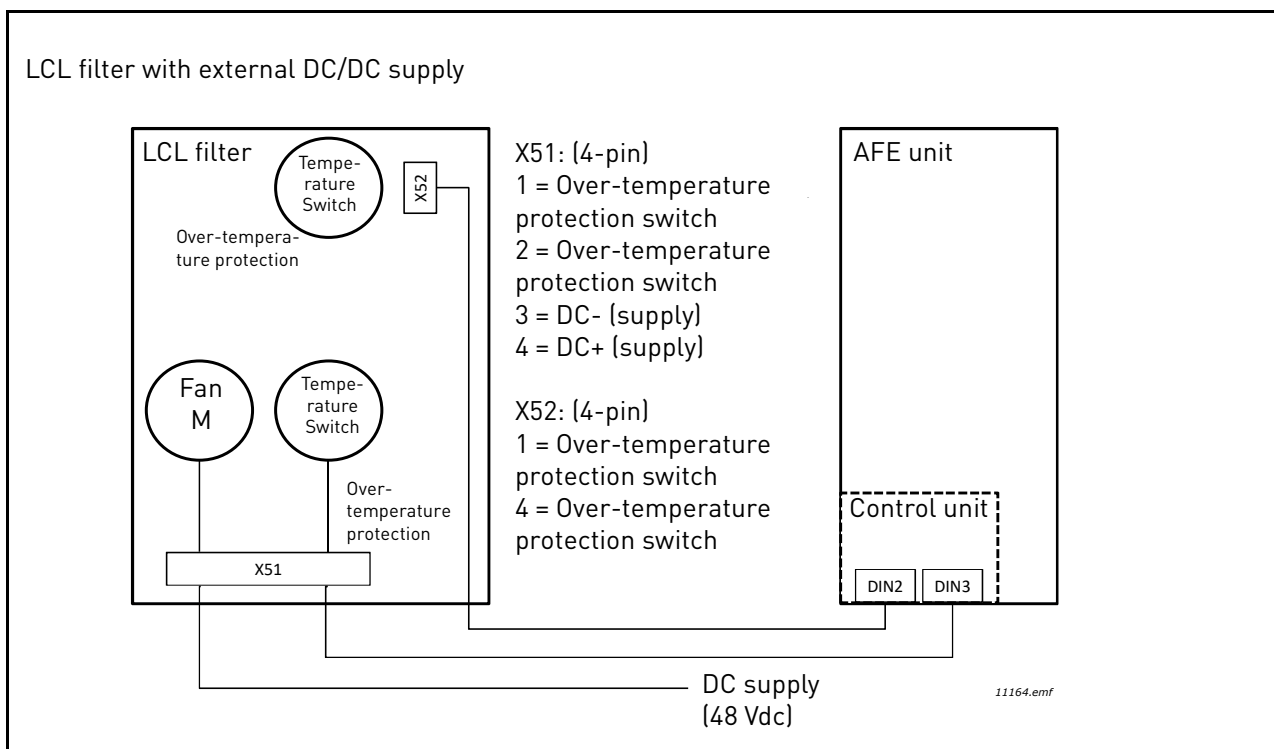 LCL filter with external DC/DC supply
LCL filter
Tempe-
rature
Switch
X52
Over-tempera-
ture protection
Fan
M
Tempe-
rature
Switch
Over-
temperature
protection
X51
X51: (4-pin)
1 = Over-temperature
protection switch
2 = Over-temperature
protection switch
3 = DC- (supply)
4 = DC+ (supply)
X52: (4-pin)
1 = Over-temperature
protection switch
4 = Over-temperature
protection switch
AFE unit
Control unit
DIN2
DIN3
DC supply
(48 Vdc)
11164.emf